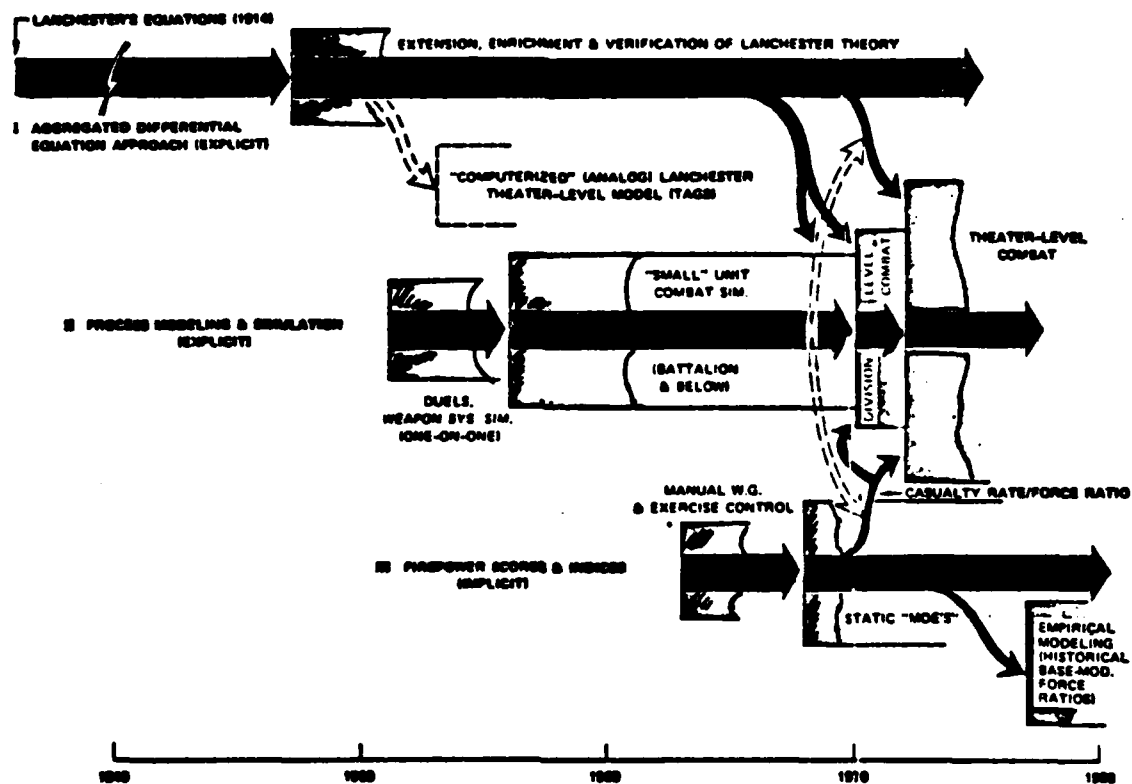 LANCHESTER'S EQUATIONS (1914)
EXTENSION, ENRICHMENT & VERIFICATION OF LANCHESTER THEORY
I AGGREGATED DIFFERENTIAL
EQUATION APPROACH (EXPLICIT)
"COMPUTERIZED" (ANALOG) LANCHESTER
THEATER-LEVEL MODEL (TAGS)
THEATER-LEVEL
COMBAT
LEVEL
COMBAT
"SMALL" UNIT
COMBAT SIM.
II PROCESS MODELING & SIMULATION
(EXPLICIT)
(BATTALION
& BELOW)
DIVISION
DUELS,
WEAPON SYS. SIM.
(ONE-ON-ONE)
MANUAL W.G.
& EXERCISE CONTROL
CASUALTY RATE/FORCE RATIO
III FIREPOWER SCORES & INDICES
(IMPLICIT)
STATIC "MOE'S"
EMPIRICAL
MODELING
(HISTORICAL
BASE-MOD.
FORCE
RATIOS)
1970